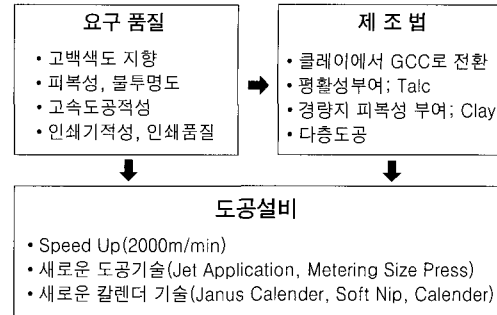 요구 품질
• 고백색도 지향
• 피복성, 불투명도
• 고속도공적성
• 인쇄기적성, 인쇄품질
제 조 법
• 클레이에서 GCC로 전환
• 평활성부여; Talc
• 경량지 피복성 부여; Clay
• 다층도공
도공설비
• Speed Up(2000m/min)
• 새로운 도공기술(Jet Application, Metering Size Press)
• 새로운 칼렌더 기술(Janus Calender, Soft Nip, Calender)